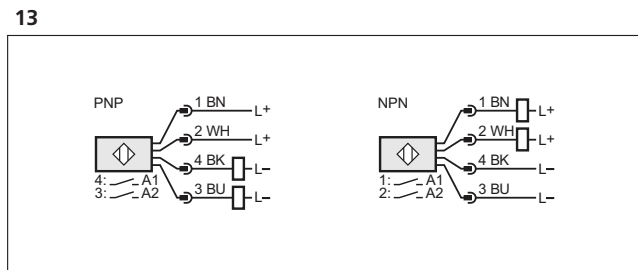 13
PNP
1 BN L+
2 WH L+
4 BK L–
3 BU L–
4: A1
3: A2
NPN
1 BN L+
2 WH L+
4 BK L–
3 BU L–
1: A1
2: A2